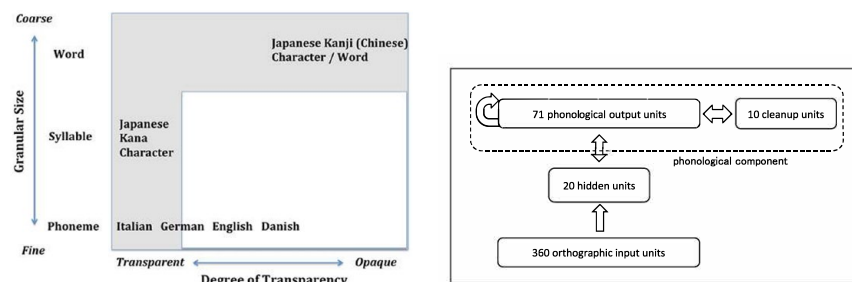 Coarse
Word
Japanese Kanji (Chinese)
Character / Word
Granular Size
Syllable
Japanese
Kana
Character
Phoneme
Italian German English Danish
Fine
Transparent
Opaque
Degree of Transparency
71 phonological output units
10 cleanup units
phonological component
20 hidden units
360 orthographic input units